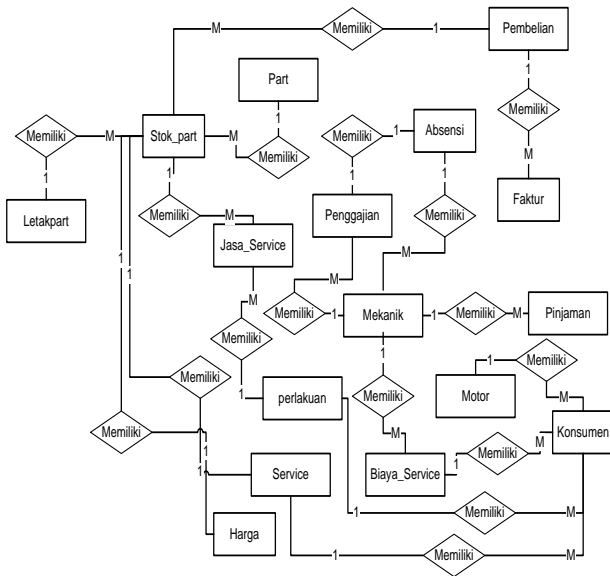 M Memiliki 1 Pembelian
Part
1
1
Memiliki M Stok_part M Memiliki 1 Absensi Memiliki
Memiliki
1 1 1 M
Letakpart Memiliki M Penggajian Memiliki Faktur
Jasa_Service
1 1 M M M
Memiliki 1 Mekanik 1 Memiliki M Pinjaman
Memiliki
1 Memiliki
1
Memiliki 1 perlakuan Memiliki Motor M
Memiliki M Konsumen
1 1 Service Biaya_Service 1 Memiliki M
1 Memiliki M
1 Harga
1 Memiliki M